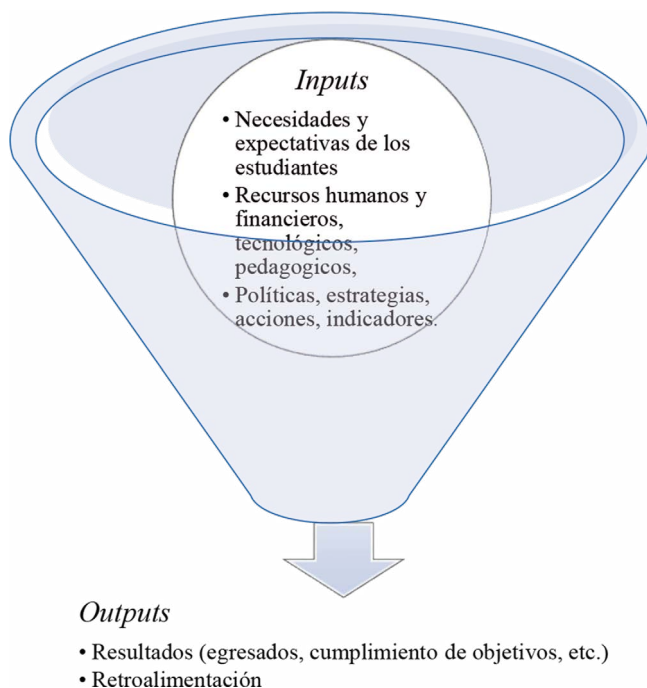 Inputs
• Necesidades y
expectativas de los
estudiantes
• Recursos humanos y
financieros,
tecnológicos,
pedagogicos,
• Políticas, estrategias,
acciones, indicadores.
Outputs
• Resultados (egresados, cumplimiento de objetivos, etc.)
• Retroalimentación